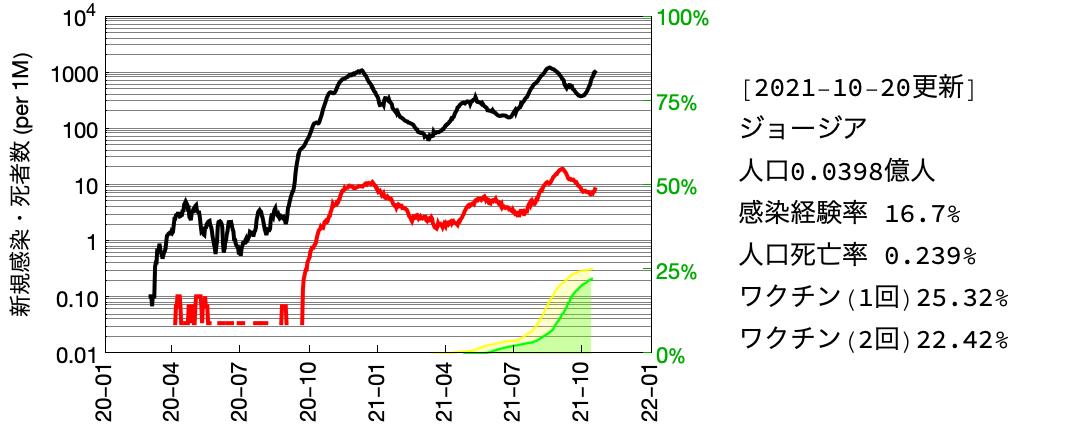 新規感染・死者数 (per 1M)
10^4
1000
100
10
1
0.10
0.01
100%
75%
50%
25%
0%
20-01
20-04
20-07
20-10
21-01
21-04
21-07
21-10
22-01
[2021-10-20更新]
ジョージア
人口0.0398億人
感染経験率 16.7%
人口死亡率 0.239%
ワクチン(1回)25.32%
ワクチン(2回)22.42%